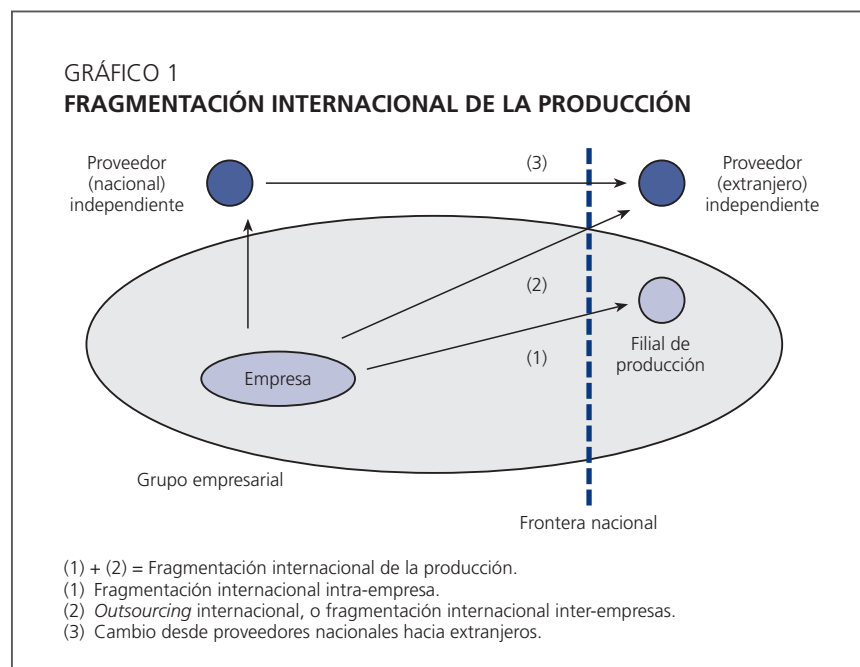 GRÁFICO 1
FRAGMENTACIÓN INTERNACIONAL DE LA PRODUCCIÓN
Proveedor
(nacional)
independiente
(3)
Proveedor
(extranjero)
independiente
(2)
Filial de
producción
(1)
Empresa
Grupo empresarial
Frontera nacional
(1) + (2) = Fragmentación internacional de la producción.
(1) Fragmentación internacional intra-empresa.
(2) Outsourcing internacional, o fragmentación internacional inter-empresas.
(3) Cambio desde proveedores nacionales hacia extranjeros.